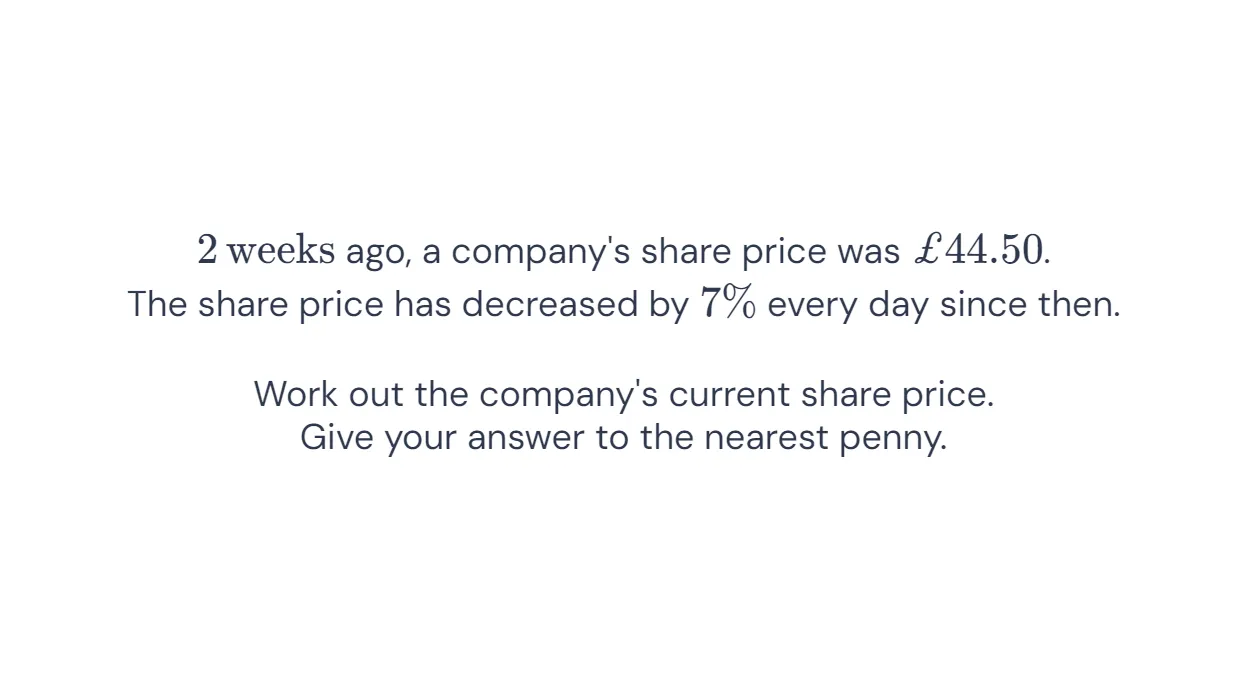 2 weeks ago, a company's share price was £44.50.
The share price has decreased by 7% every day since then.
Work out the company's current share price.
Give your answer to the nearest penny.